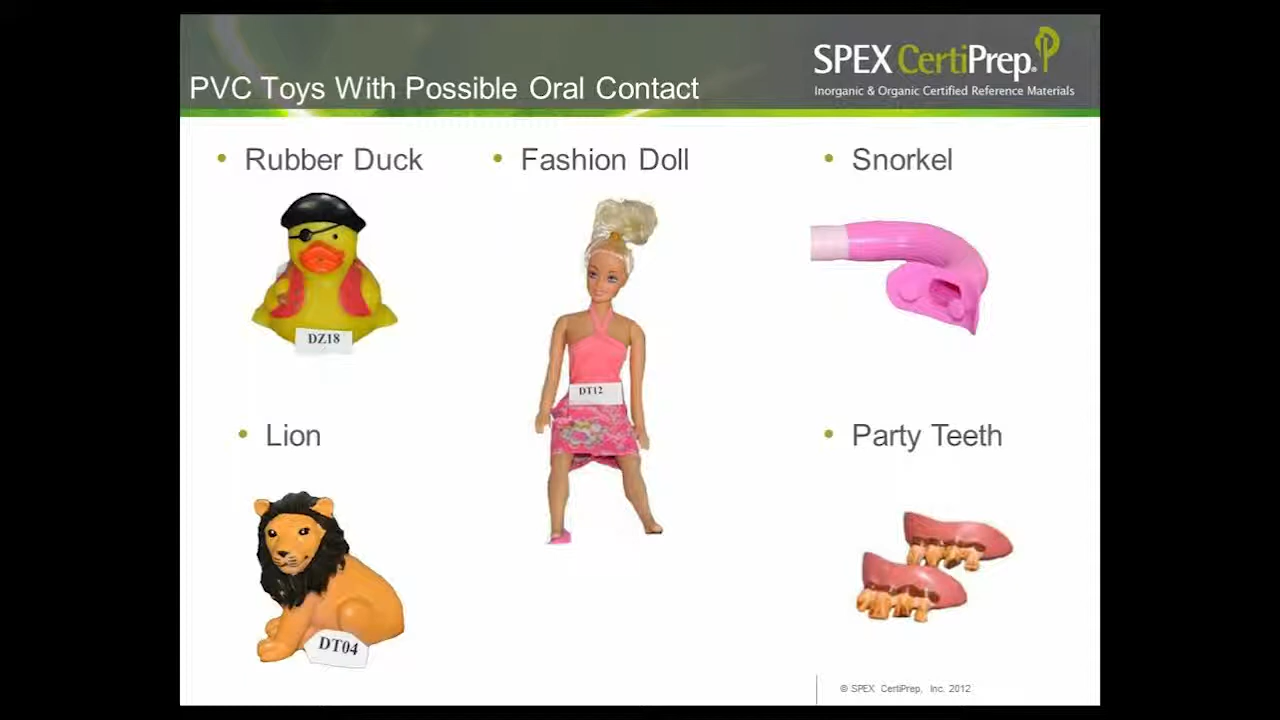 SPEX CertiPrep.
Inorganic & Organic Certified Reference Materials
PVC Toys With Possible Oral Contact
• Rubber Duck
• Fashion Doll
• Snorkel
DZ18
DT12
• Lion
• Party Teeth
DT04
© SPEX CertiPrep, Inc. 2012